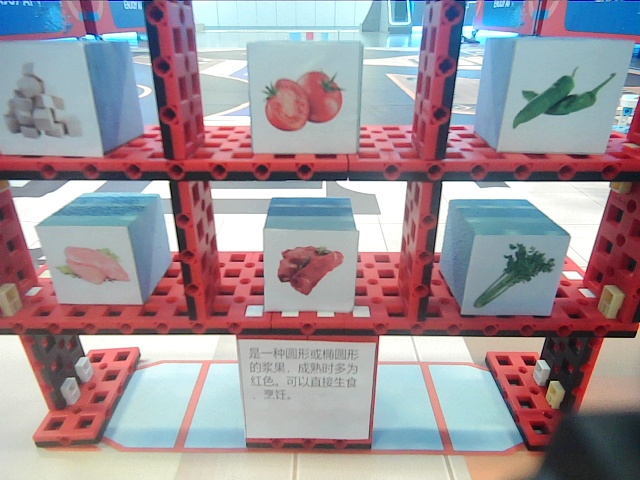 是一种圆形或椭圆形
的浆果，成熟时多为
红色。可以直接生食
、烹饪。